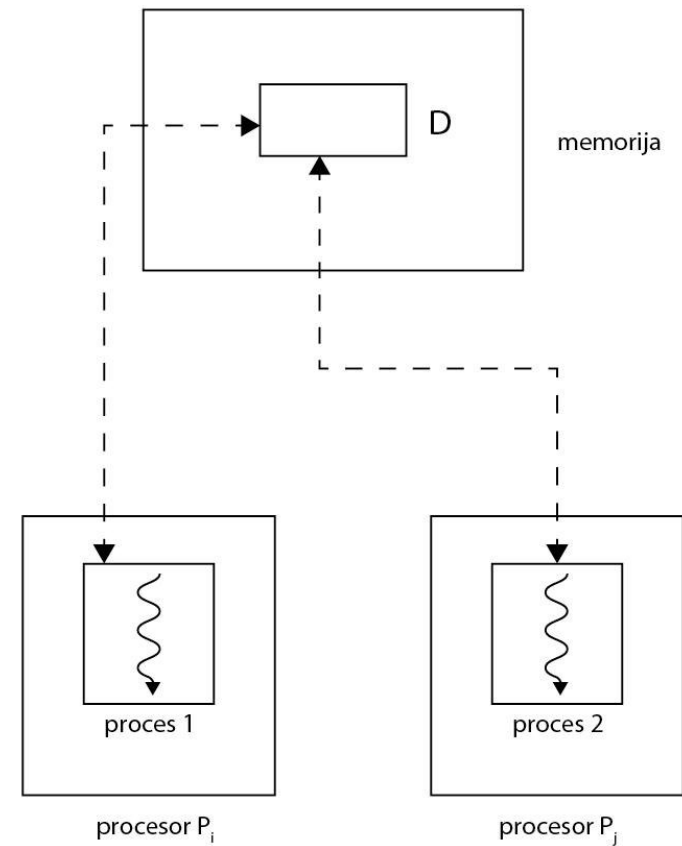 D
memorija
proces 1
proces 2
procesor Pᵢ
procesor Pⱼ